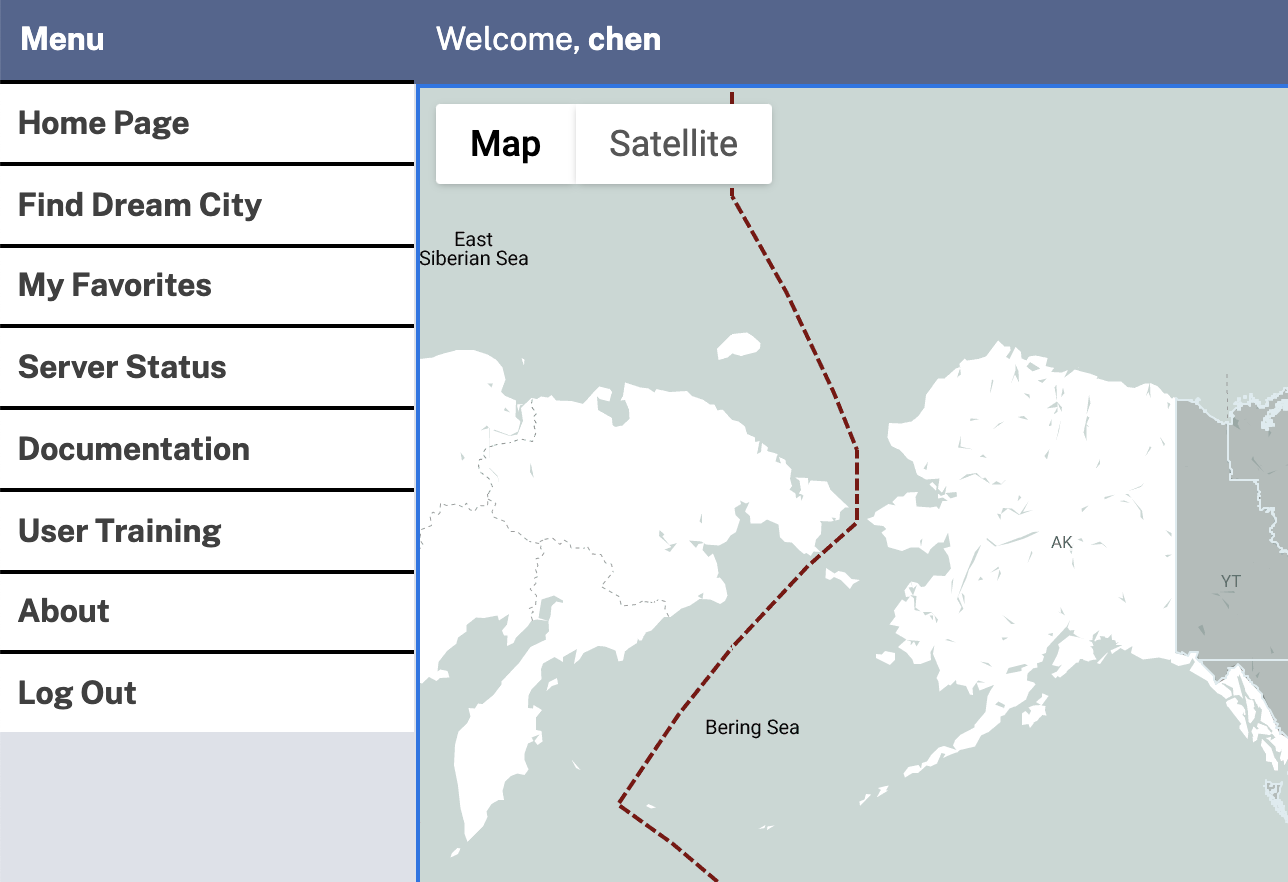 Menu
Welcome, chen
Home Page
Find Dream City
My Favorites
Server Status
Documentation
User Training
About
Log Out
Map
Satellite
East
Siberian Sea
AK
YT
Bering Sea